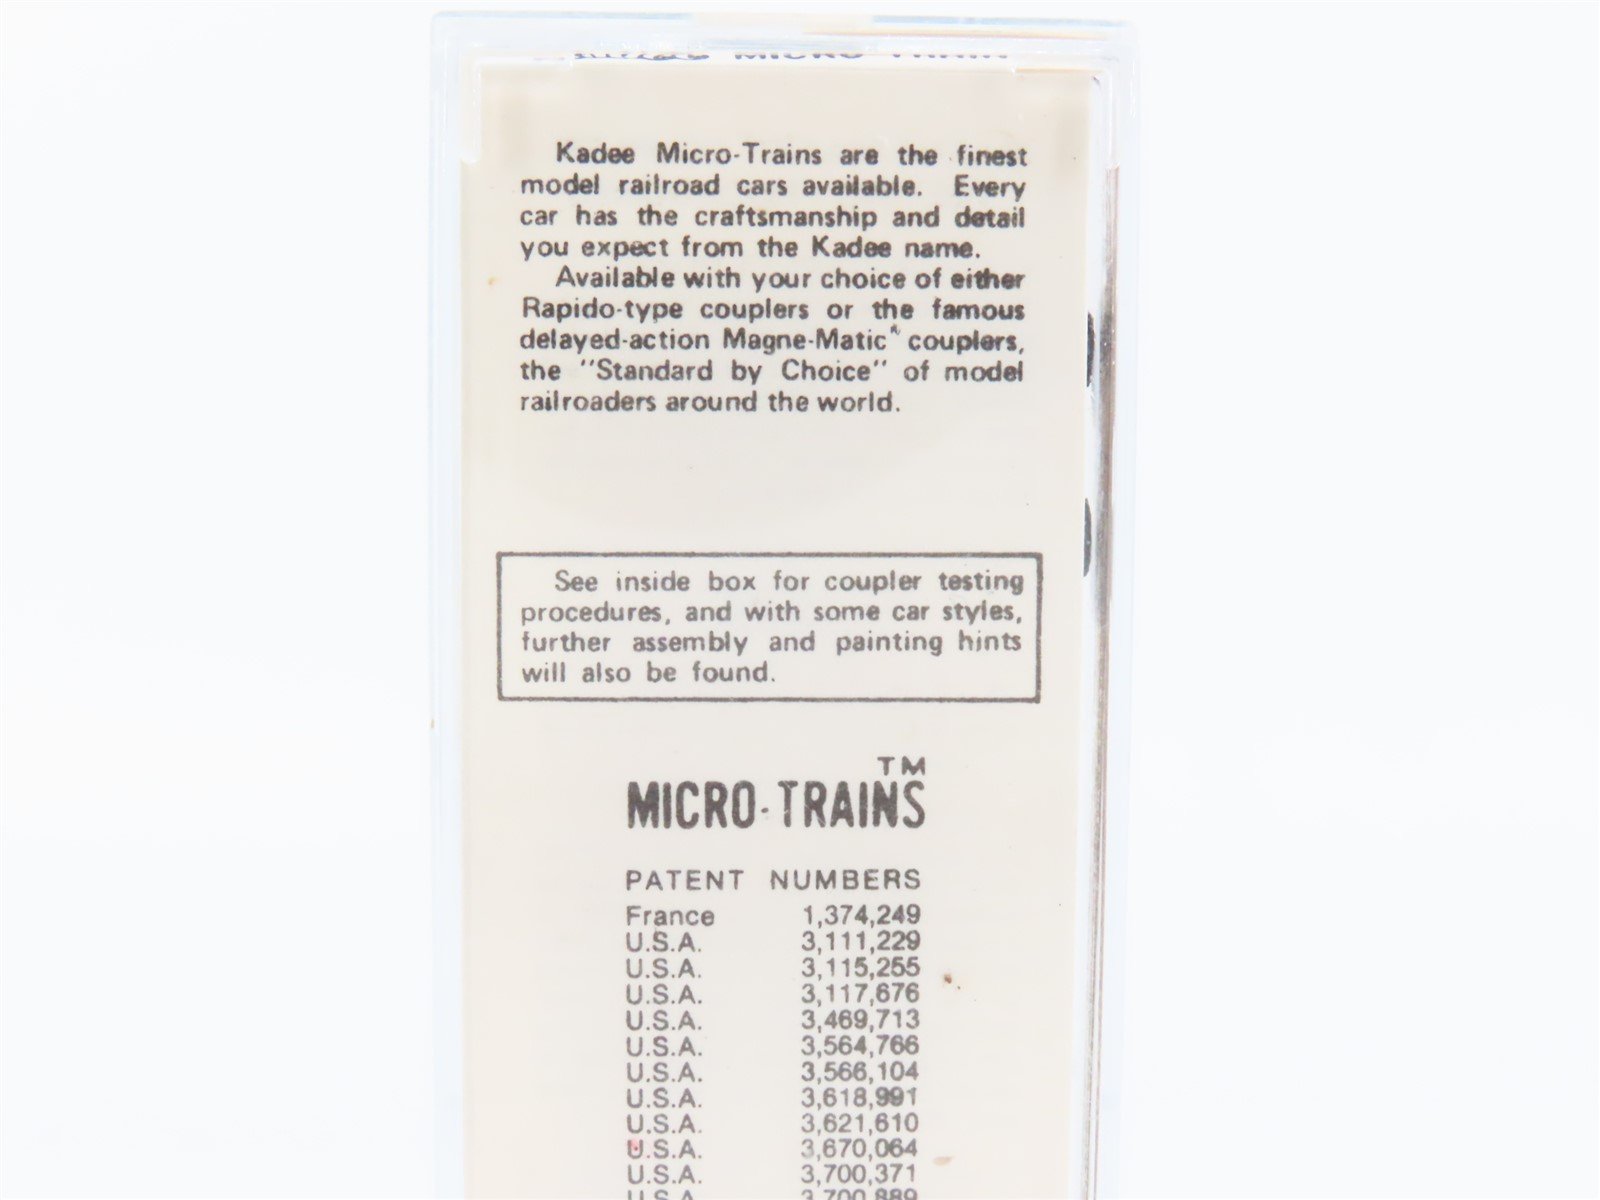 MICRO-TRAIN
Kadee Micro-Trains are the finest
model railroad cars available. Every
car has the craftsmanship and detail
you expect from the Kadee name.
Available with your choice of either
Rapido-type couplers or the famous
delayed-action Magne-Matic® couplers,
the "Standard by Choice" of model
railroaders around the world.
See inside box for coupler testing
procedures, and with some car styles,
further assembly and painting hints
will also be found.
TM
MICRO-TRAINS
PATENT NUMBERS
France 1,374,249
U.S.A. 3,111,229
U.S.A. 3,115,255
U.S.A. 3,117,676
U.S.A. 3,469,713
U.S.A. 3,564,766
U.S.A. 3,566,104
U.S.A. 3,618,991
U.S.A. 3,621,610
U.S.A. 3,670,064
U.S.A. 3,700,371
U.S.A. 3,700,889